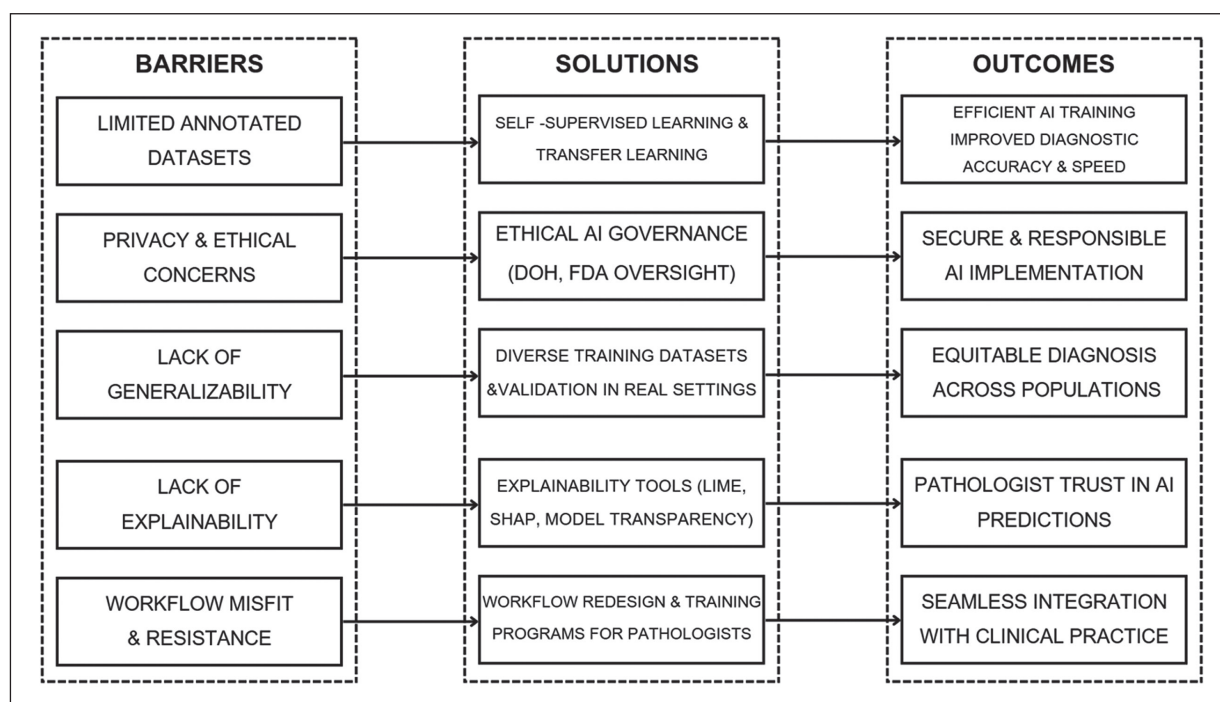 BARRIERS
LIMITED ANNOTATED
DATASETS
PRIVACY & ETHICAL
CONCERNS
LACK OF
GENERALIZABILITY
LACK OF
EXPLAINABILITY
WORKFLOW MISFIT
& RESISTANCE
SOLUTIONS
SELF -SUPERVISED LEARNING &
TRANSFER LEARNING
ETHICAL AI GOVERNANCE
(DOH, FDA OVERSIGHT)
DIVERSE TRAINING DATASETS
&VALIDATION IN REAL SETTINGS
EXPLAINABILITY TOOLS (LIME,
SHAP, MODEL TRANSPARENCY)
WORKFLOW REDESIGN & TRAINING
PROGRAMS FOR PATHOLOGISTS
OUTCOMES
EFFICIENT AI TRAINING
IMPROVED DIAGNOSTIC
ACCURACY & SPEED
SECURE & RESPONSIBLE
AI IMPLEMENTATION
EQUITABLE DIAGNOSIS
ACROSS POPULATIONS
PATHOLOGIST TRUST IN AI
PREDICTIONS
SEAMLESS INTEGRATION
WITH CLINICAL PRACTICE